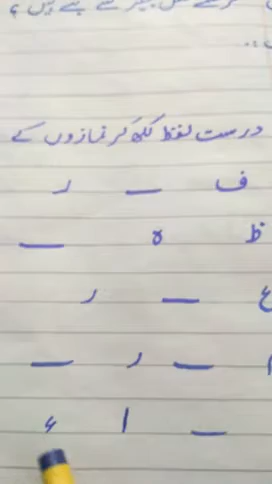 درست لفظ لکھ کر نمازوں کے
ف _ ر
ظ ہ _
ع _ ر
م _ ر _
_ ا ء